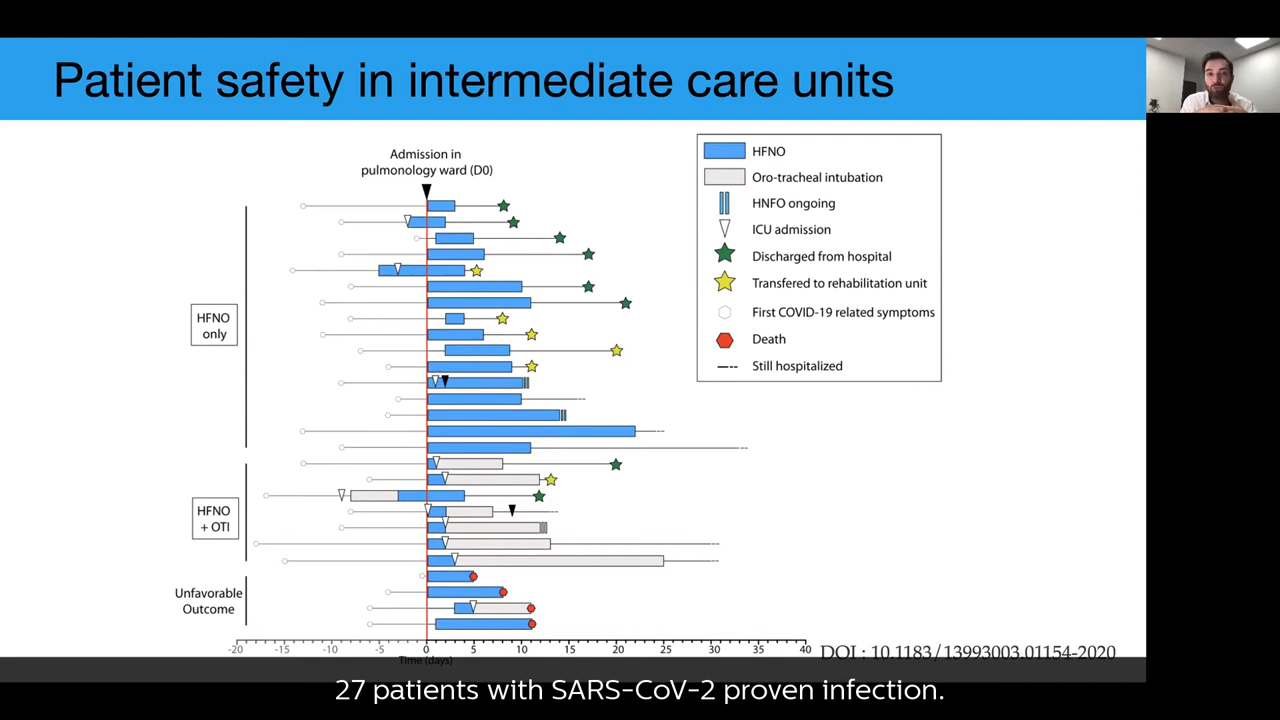 Patient safety in intermediate care units
Admission in
pulmonology ward (D0)
HFNO
Oro-tracheal intubation
HNFO ongoing
ICU admission
Discharged from hospital
Transfered to rehabilitation unit
First COVID-19 related symptoms
Death
Still hospitalized
HFNO
only
HFNO
+ OTI
Unfavorable
Outcome
-20 -15 -10 -5 0 5 10 15 20 25 30 35 40
Time (days)
DOI : 10.1183/13993003.01154-2020
27 patients with SARS-CoV-2 proven infection.